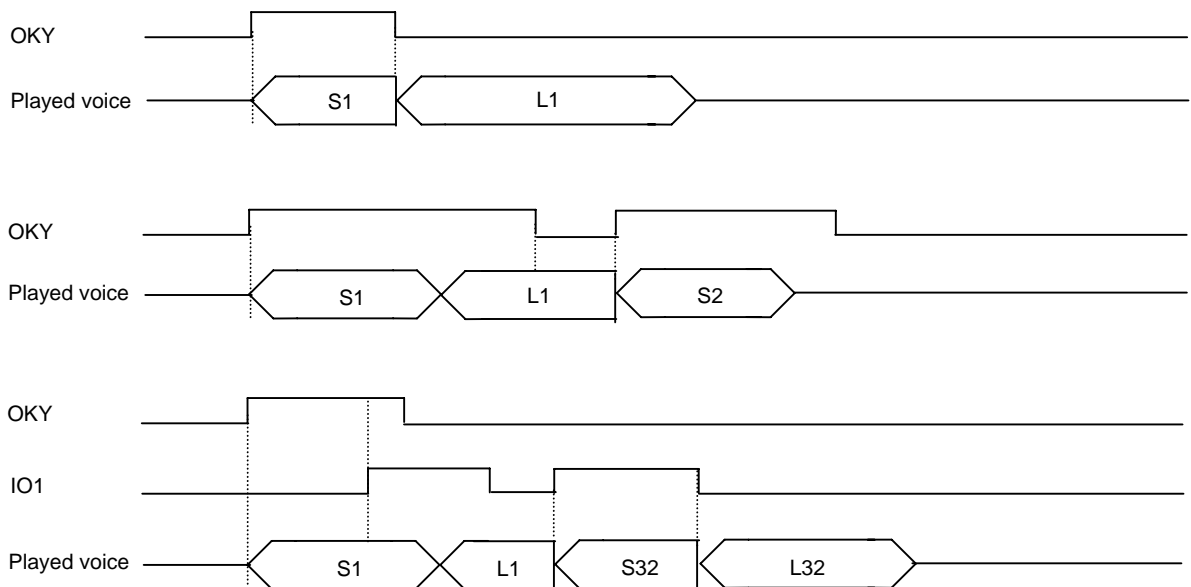 OKY
Played voice S1 L1
OKY
Played voice S1 L1 S2
OKY
IO1
Played voice S1 L1 S32 L32